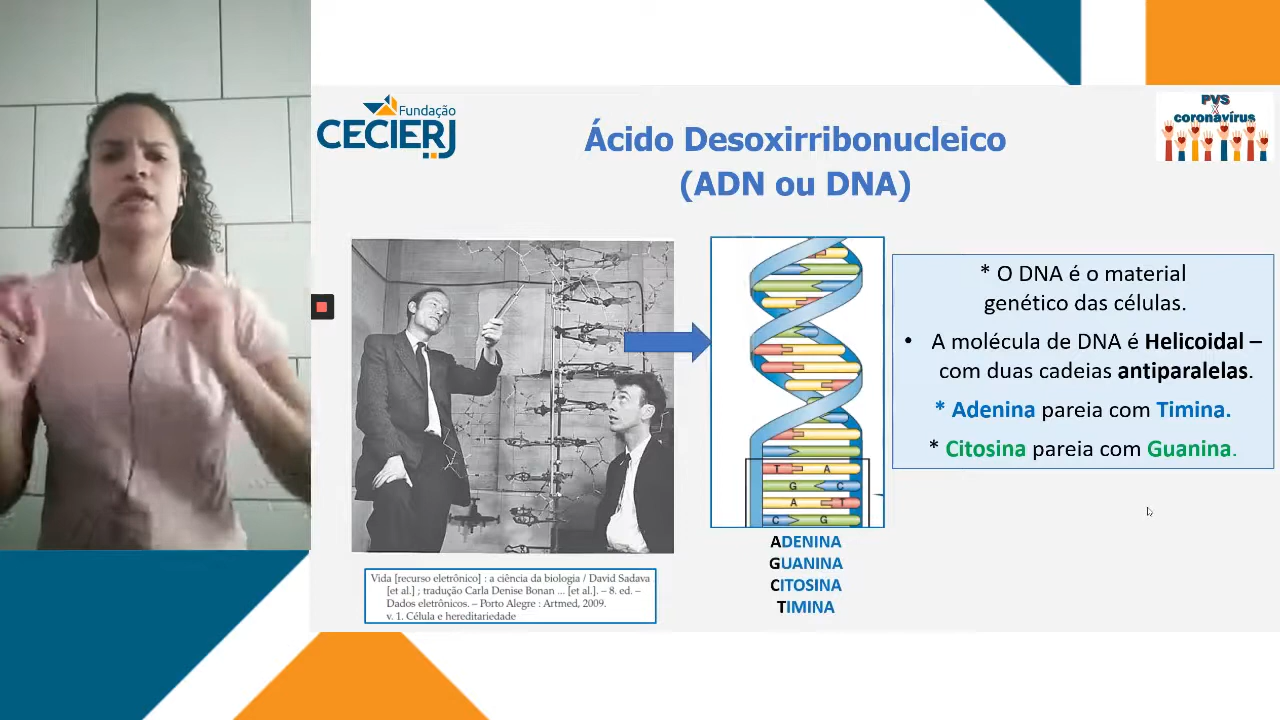 Fundação
CECIERJ
PVS
X
coronavírus
Ácido Desoxirribonucleico
(ADN ou DNA)
* O DNA é o material
genético das células.
• A molécula de DNA é Helicoidal –
com duas cadeias antiparalelas.
* Adenina pareia com Timina.
* Citosina pareia com Guanina.
T A
G C
A T
C G
ADENINA
GUANINA
CITOSINA
TIMINA
Vida [recurso eletrônico] : a ciência da biologia / David Sadava
[et al.] ; tradução Carla Denise Bonan ... [et al.]. – 8. ed. –
Dados eletrônicos. – Porto Alegre : Artmed, 2009.
v. 1. Célula e hereditariedade